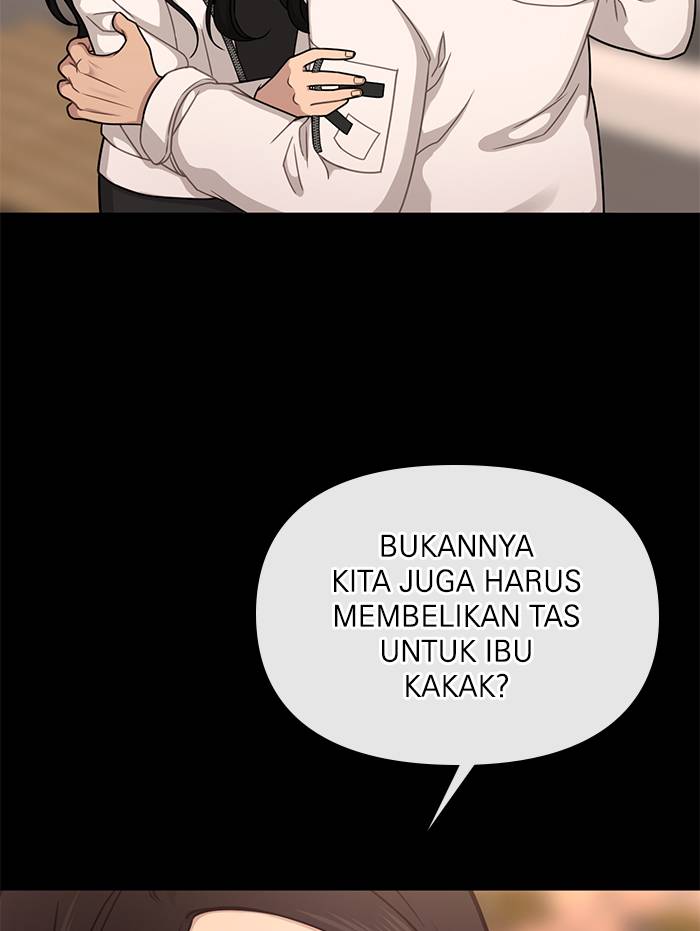 BUKANNYA
KITA JUGA HARUS
MEMBELIKAN TAS
UNTUK IBU
KAKAK?